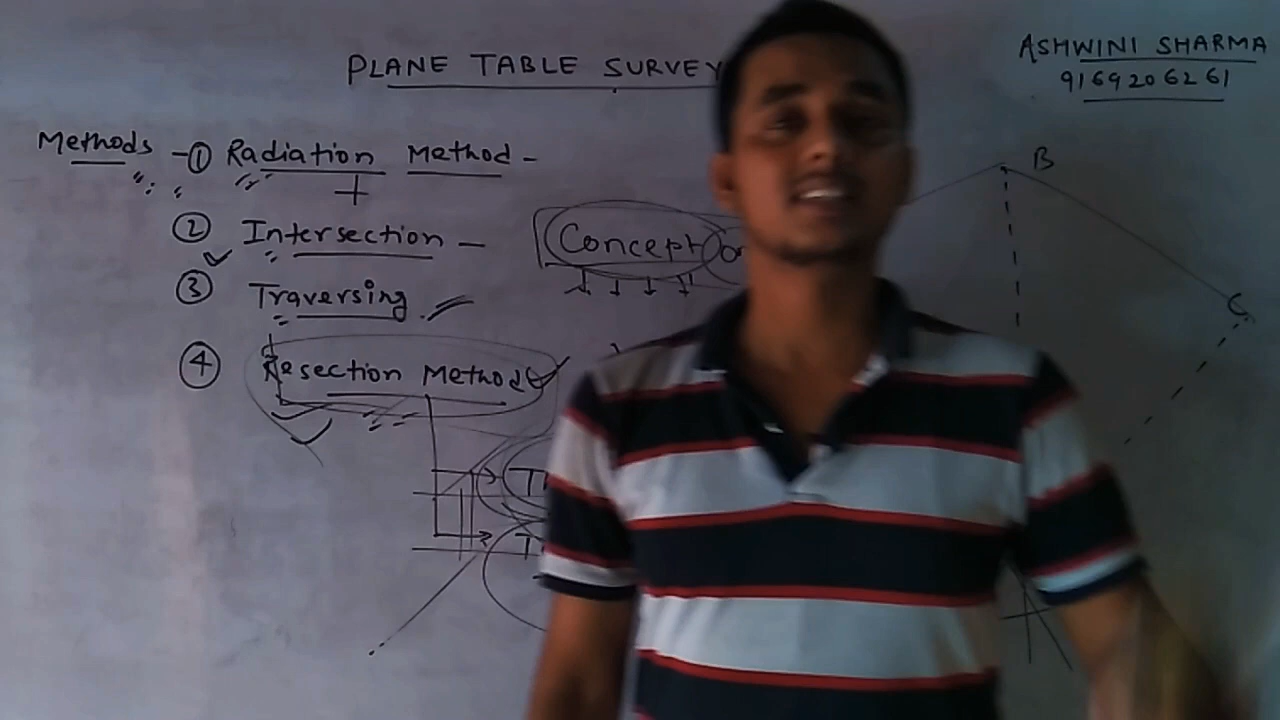 PLANE TABLE SURVEY
ASHWINI SHARMA
9169206261
Methods - ① Radiation Method -
+
② Intersection -
Concept
③ Traversing
④ Resection Method
B
C